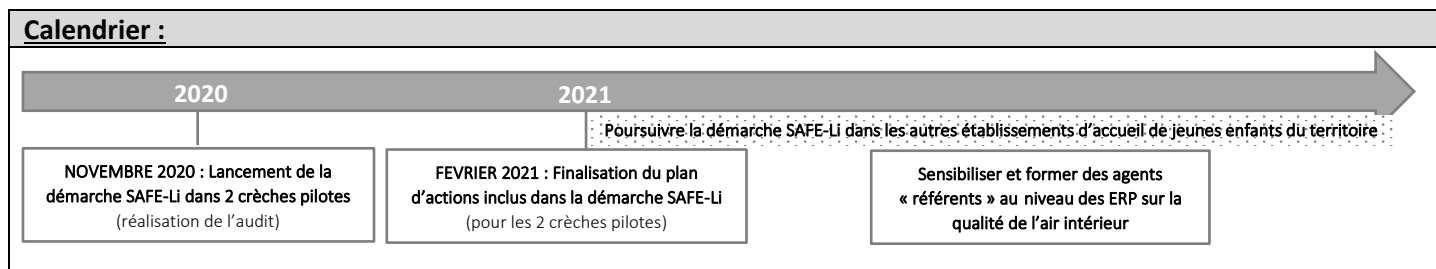 Calendrier :
2020
2021
Poursuivre la démarche SAFE-Li dans les autres établissements d’accueil de jeunes enfants du territoire
NOVEMBRE 2020 : Lancement de la
démarche SAFE-Li dans 2 crèches pilotes
(réalisation de l’audit)
FEVRIER 2021 : Finalisation du plan
d’actions inclus dans la démarche SAFE-Li
(pour les 2 crèches pilotes)
Sensibiliser et former des agents
« référents » au niveau des ERP sur la
qualité de l’air intérieur